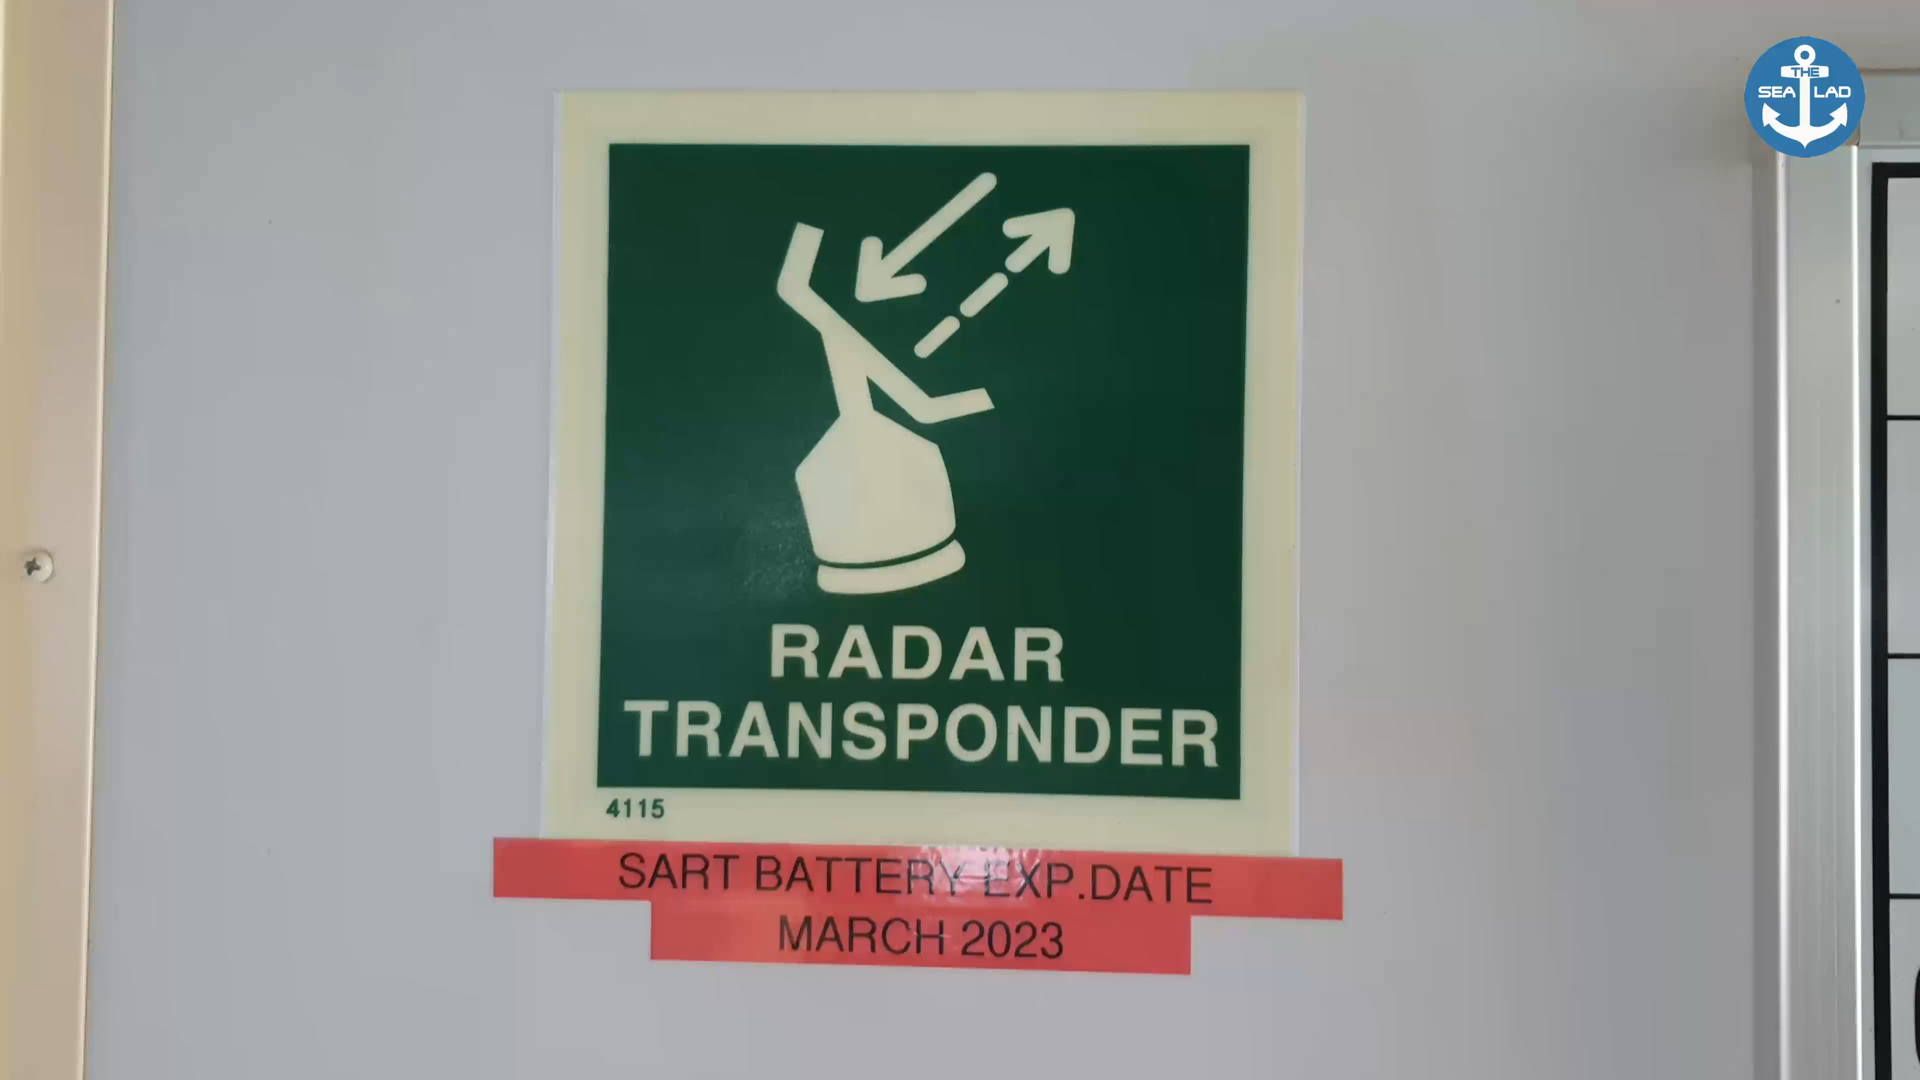 THE
SEA LAD
RADAR
TRANSPONDER
4115
SART BATTERY EXP.DATE
MARCH 2023